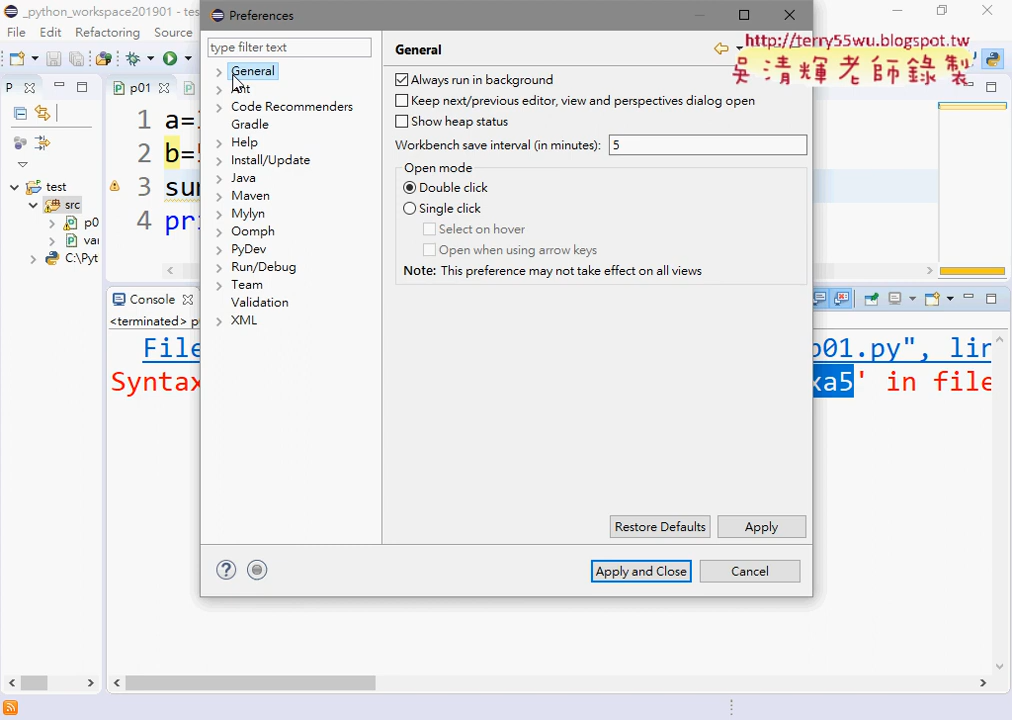 _python_workspace201901 - tes
File Edit Refactoring Source
Preferences
http://terry55wu.blogspot.tw
吳清輝老師錄製
type filter text
General
Ant
Code Recommenders
Gradle
Help
Install/Update
Java
Maven
Mylyn
Oomph
PyDev
Run/Debug
Team
Validation
XML
General
Always run in background
Keep next/previous editor, view and perspectives dialog open
Show heap status
Workbench save interval (in minutes): 5
Open mode
Double click
Single click
Select on hover
Open when using arrow keys
Note: This preference may not take effect on all views
Restore Defaults Apply
Apply and Close Cancel
P
test
src
p0
var
C:\Pyt
p01
1 a=
2 b=
3 su
4 pr
Console
<terminated> p
File p01.py", lin
Syntax xa5' in file